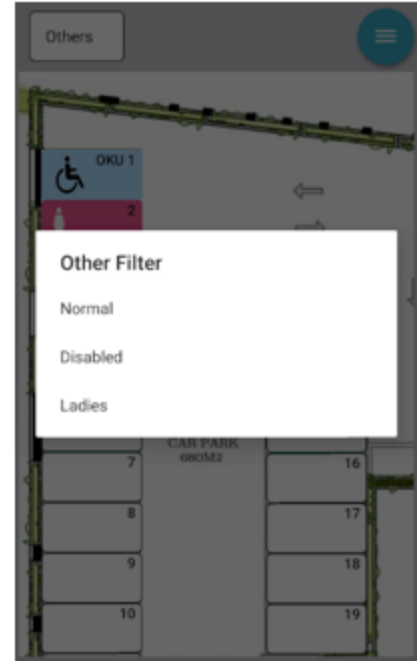 Others
OKU 1
2
Other Filter
Normal
Disabled
Ladies
CAR PARK
680M2
7
16
8
17
9
18
10
19